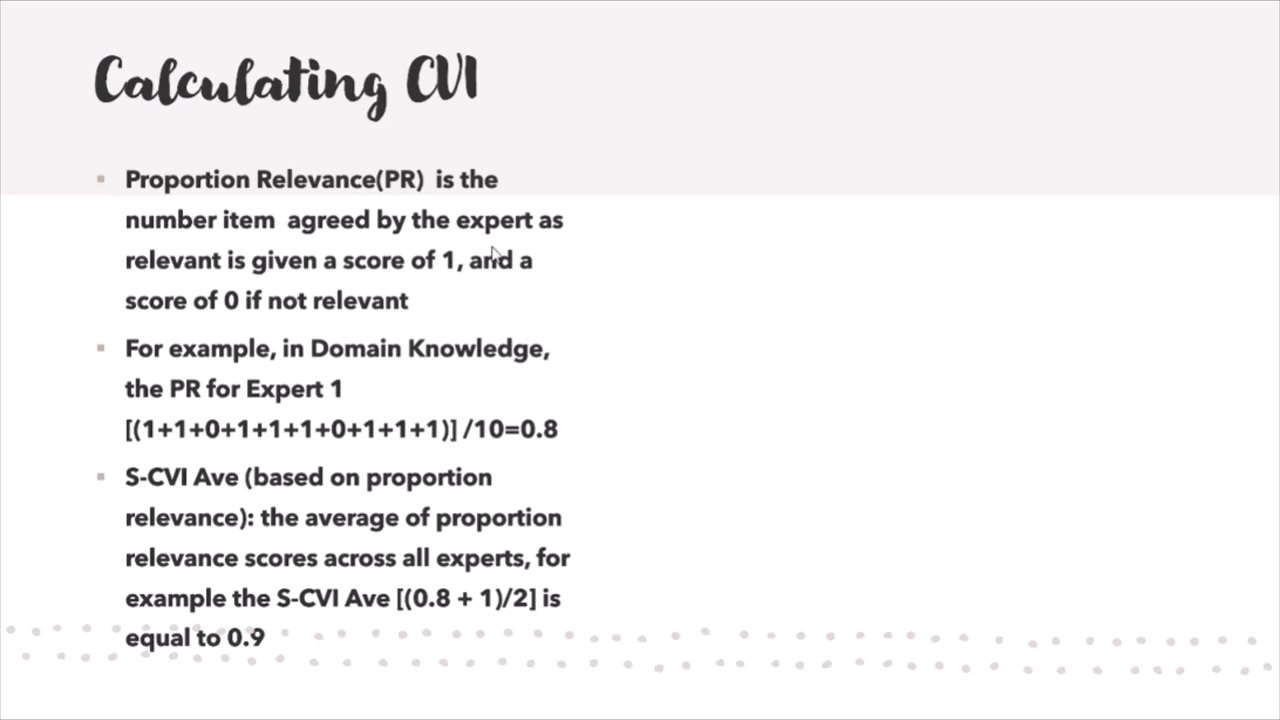 Calculating CVI
Proportion Relevance(PR) is the
number item agreed by the expert as
relevant is given a score of 1, and a
score of 0 if not relevant
For example, in Domain Knowledge,
the PR for Expert 1
[(1+1+0+1+1+1+0+1+1+1)] /10=0.8
S-CVI Ave (based on proportion
relevance): the average of proportion
relevance scores across all experts, for
example the S-CVI Ave [(0.8 + 1)/2] is
equal to 0.9